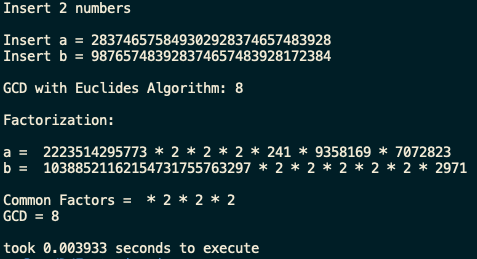 Insert 2 numbers
Insert a = 283746575849302928374657483928
Insert b = 987657483928374657483928172384
GCD with Euclides Algorithm: 8
Factorization:
a =  2223514295773 * 2 * 2 * 2 * 241 * 9358169 * 7072823
b =  10388521162154731755763297 * 2 * 2 * 2 * 2 * 2 * 2971
Common Factors =  * 2 * 2 * 2
GCD = 8
took 0.003933 seconds to execute